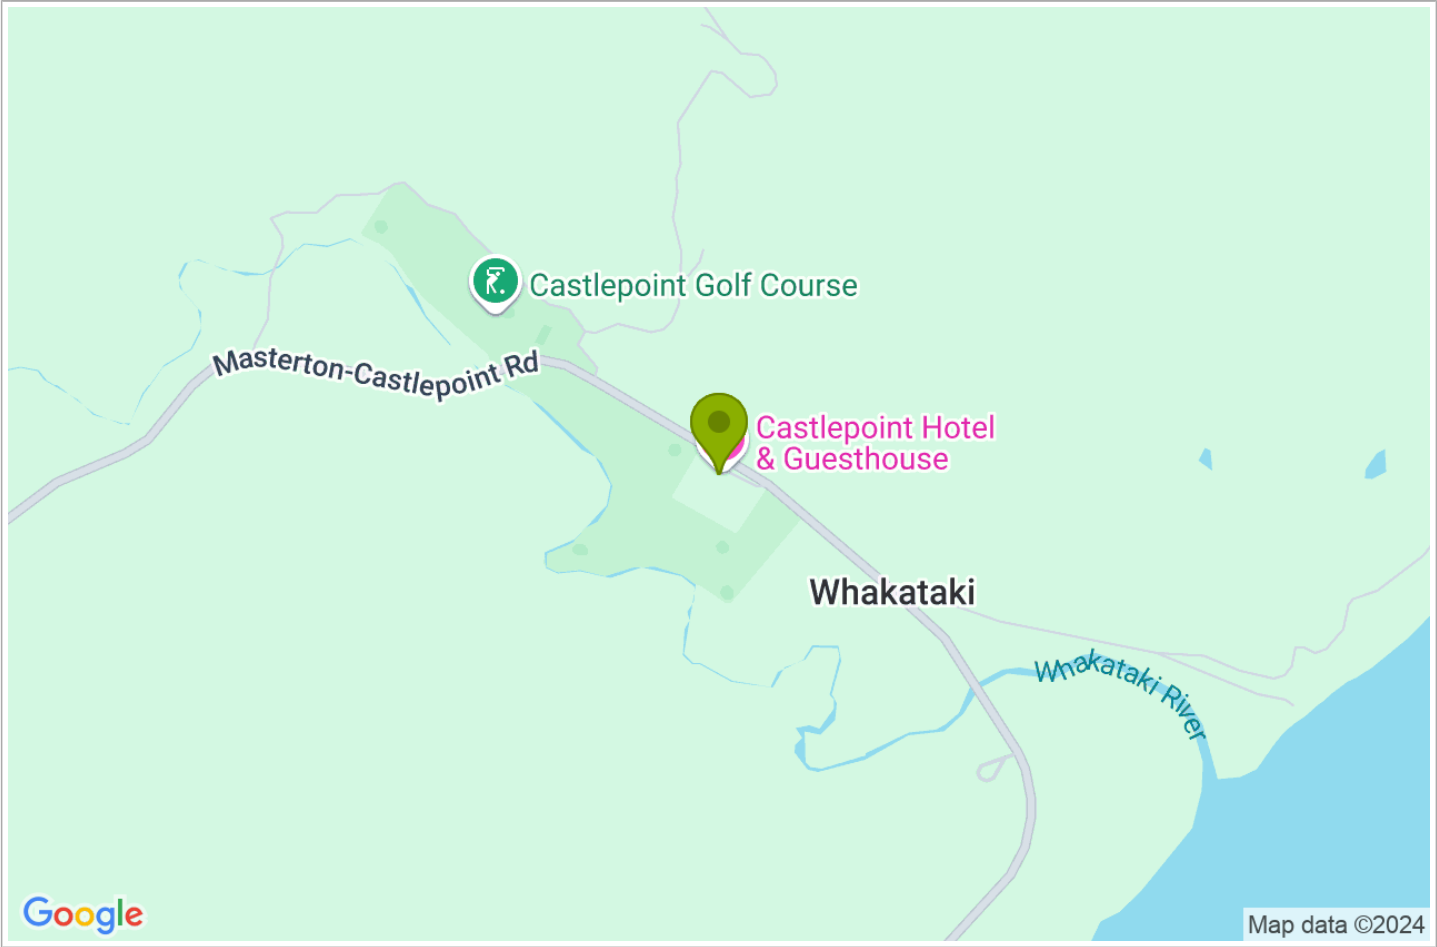 Castlepoint Golf Course
Masterton-Castlepoint Rd
Castlepoint Hotel
& Guesthouse
Whakataki
Whakataki River
Google
Map data ©2024